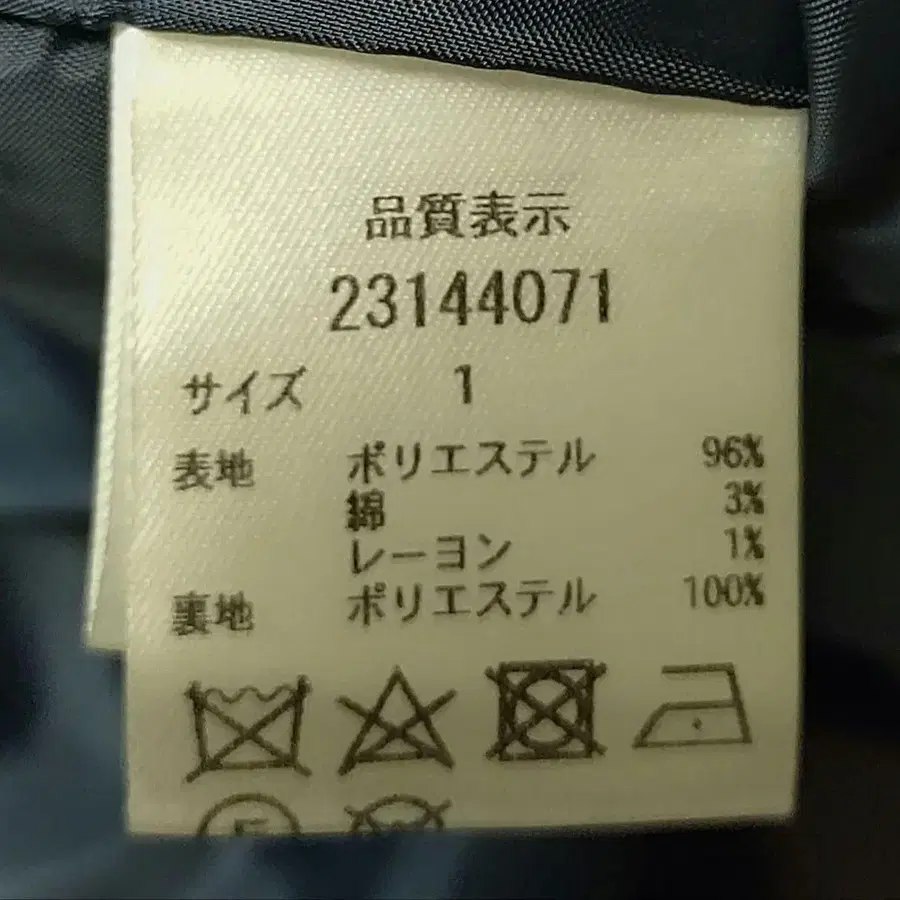 品質表示
23144071
サイズ 1
表地 ポリエステル 96%
綿 3%
レーヨン 1%
裏地 ポリエステル 100%